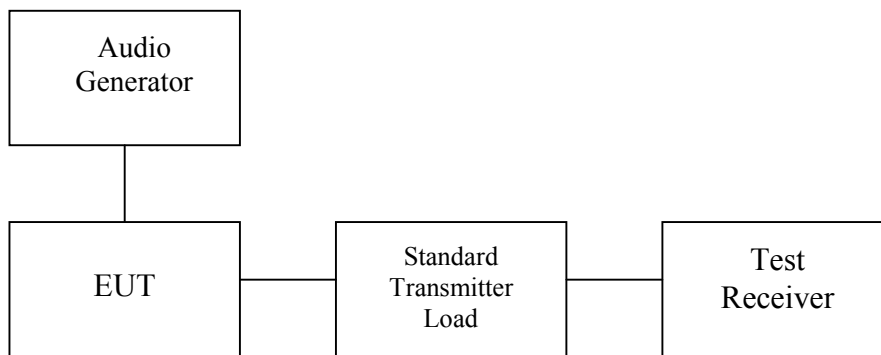 Audio
Generator
EUT
Standard
Transmitter
Load
Test
Receiver